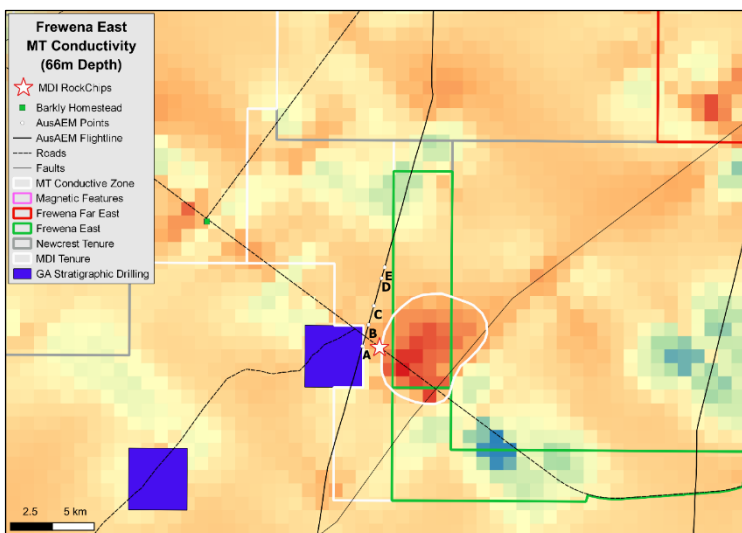 Frewena East
MT Conductivity
(66m Depth)
MDI RockChips
Barkly Homestead
AusAEM Points
AusAEM Flightline
Roads
Faults
MT Conductive Zone
Magnetic Features
Frewena Far East
Frewena East
Newcrest Tenure
MDI Tenure
GA Stratigraphic Drilling
E
D
C
B
A
2.5 5 km